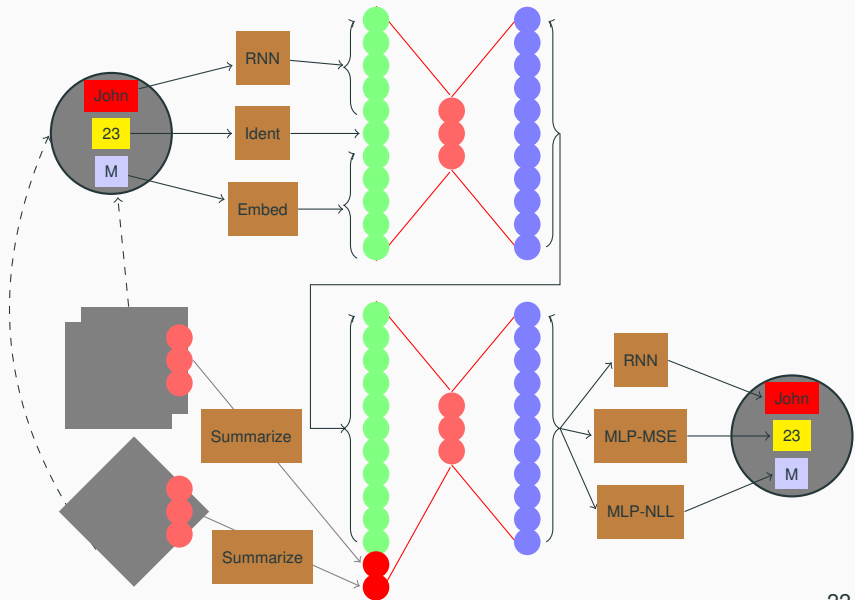 RNN
John
23
Ident
M
Embed
RNN
John
Summarize
MLP-MSE
23
M
MLP-NLL
Summarize